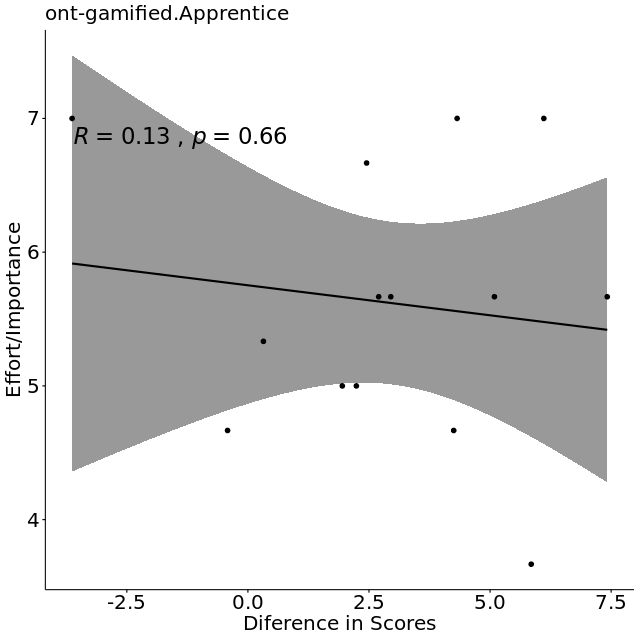 ont-gamified.Apprentice
7
R = 0.13 , p = 0.66
6
5
4
Effort/Importance
-2.5 0.0 2.5 5.0 7.5
Diference in Scores